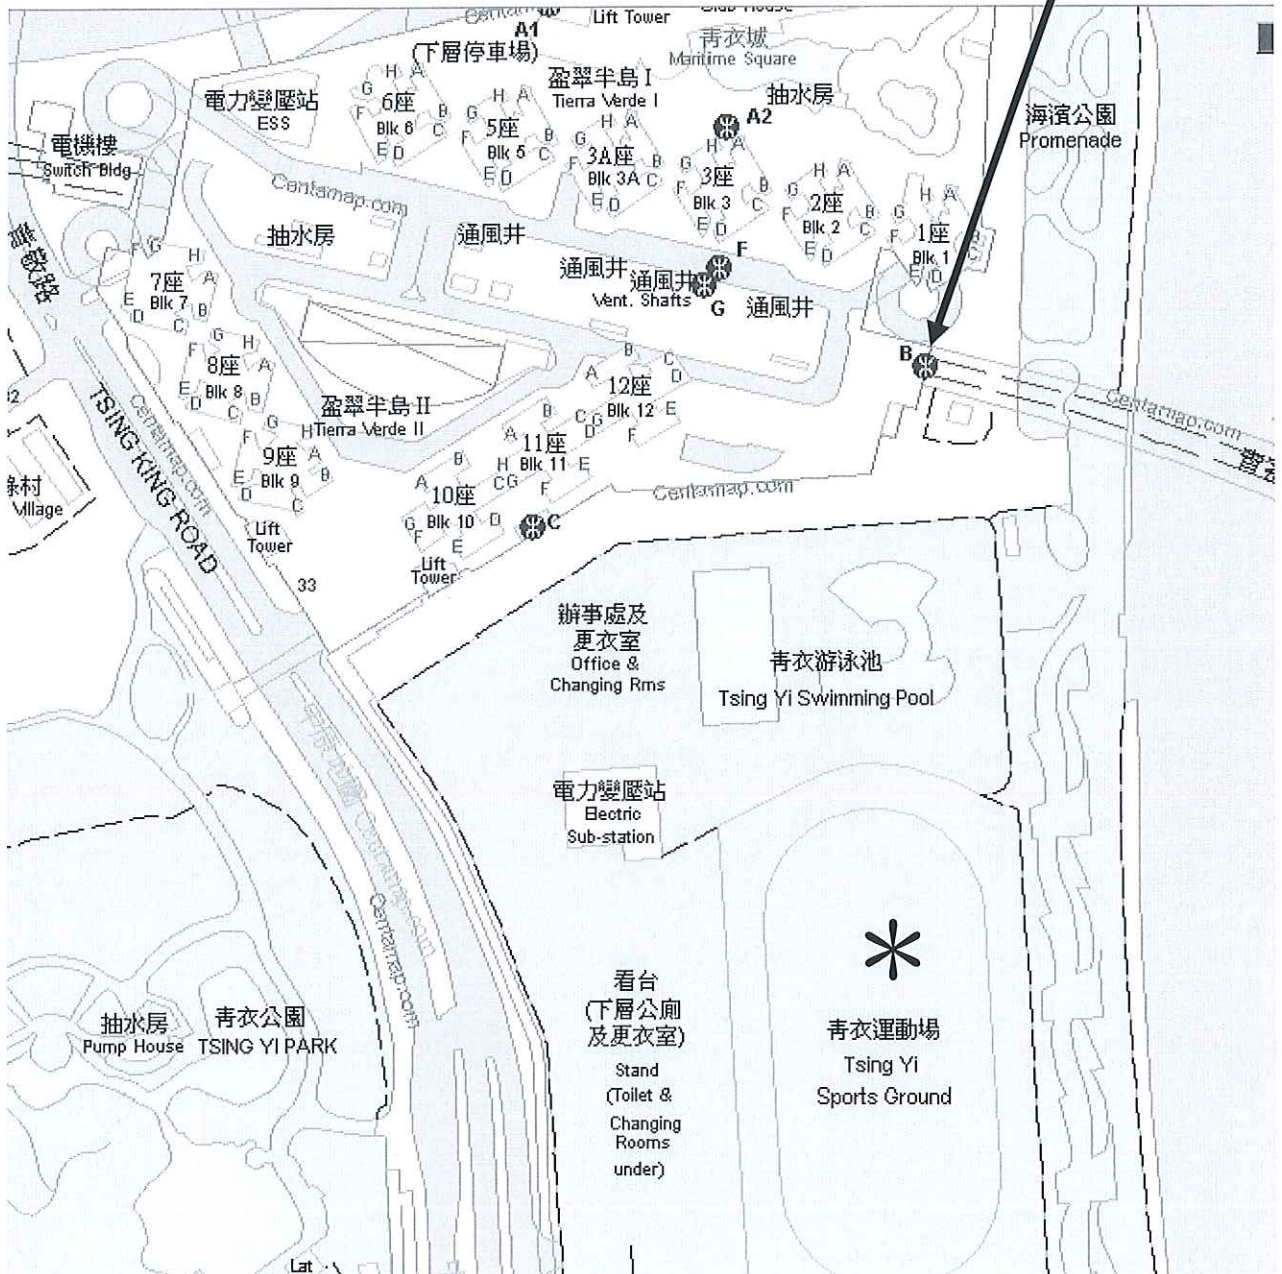 A1
Lift Tower
(下層停車場)
青衣城
Maritime Square
盈翠半島 I
Tierra Verde I
抽水房
A2
海濱公園
Promenade
電力變壓站
ESS
電機樓
Switch Bldg
H A
G
6座
Blk 6
B
C
F
E D
H A
G
5座
Blk 5
B
C
F
E D
H A
G
3A座
Blk 3A
B
C
F
E D
H A
G
3座
Blk 3
B
C
F
E D
H A
G
2座
Blk 2
B
C
F
E D
H A
G
1座
Blk 1
F
E D
Centamap.com
抽水房
通風井
通風井
通風井
Vent. Shafts
通風井
F
G
B
Centamap.com
F G H
A
7座
Blk 7
E
D
C
B
G H
F
A
8座
Blk 8
E
D
C
B
G H
F
A
9座
Blk 9
B
E
D
C
盈翠半島 II
Tierra Verde II
B C
A D
12座
Blk 12
E
G
F
B
A
C
D
11座
Blk 11
H
G
E
F
B
A
C
10座
Blk 10
D
G
F
E
C
Centamap.com
Lift
Tower
Lift
Tower
33
TSING KING ROAD
Centamap.com
Village
辦事處及
更衣室
Office &
Changing Rms
青衣游泳池
Tsing Yi Swimming Pool
電力變壓站
Electric
Sub-station
Centamap.com
Centamap.com
看台
(下層公廁
及更衣室)
Stand
(Toilet &
Changing
Rooms
under)
*
青衣運動場
Tsing Yi
Sports Ground
抽水房
Pump House
青衣公園
TSING YI PARK
Lat